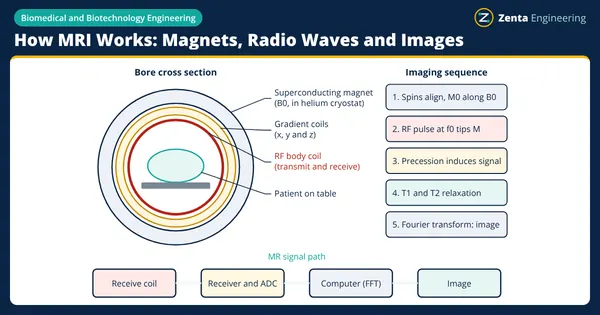 Biomedical and Biotechnology Engineering
Zenta Engineering
How MRI Works: Magnets, Radio Waves and Images
Bore cross section
Superconducting magnet
(B0, in helium cryostat)
Gradient coils
(x, y and z)
RF body coil
(transmit and receive)
Patient on table
Imaging sequence
1. Spins align, M0 along B0
2. RF pulse at f0 tips M
3. Precession induces signal
4. T1 and T2 relaxation
5. Fourier transform: image
MR signal path
Receive coil
Receiver and ADC
Computer (FFT)
Image